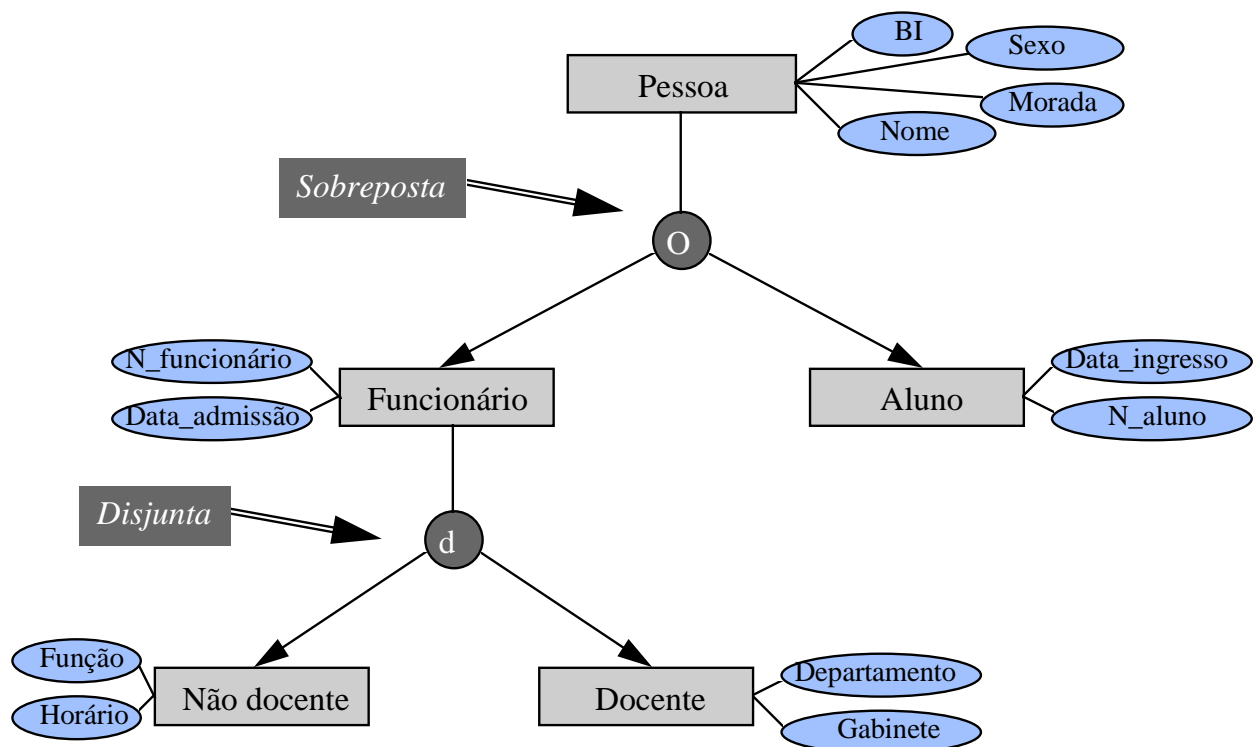 BI
Sexo
Pessoa
Morada
Nome
Sobreposta
O
N_funcionário
Data_ingresso
Funcionário
Aluno
Data_admissão
N_aluno
Disjunta
d
Função
Departamento
Não docente
Docente
Horário
Gabinete